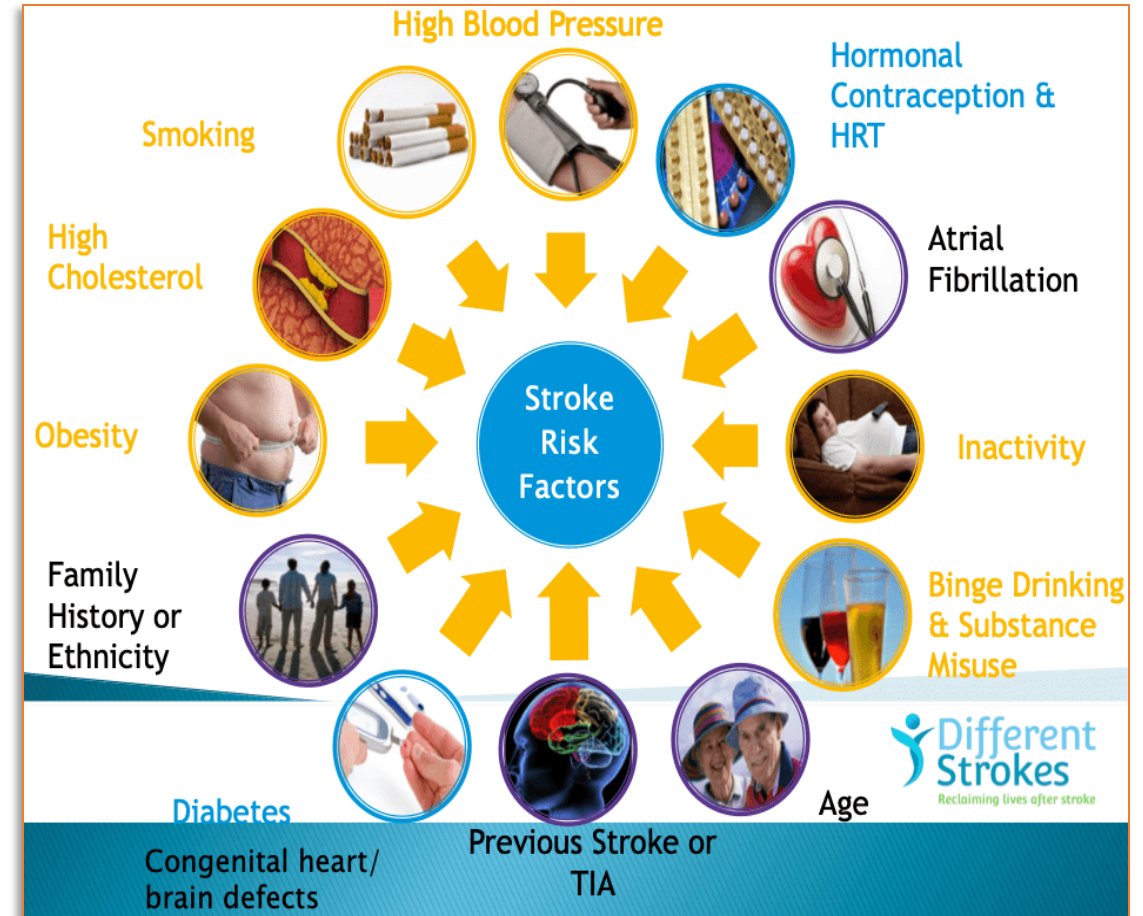 High Blood Pressure
Hormonal
Contraception &
HRT
Smoking
High
Cholesterol
Atrial
Fibrillation
Stroke
Risk
Factors
Obesity
Inactivity
Family
History or
Ethnicity
Binge Drinking
& Substance
Misuse
Different
Strokes
Reclaiming lives after stroke
Diabetes
Age
Previous Stroke or
TIA
Congenital heart/
brain defects